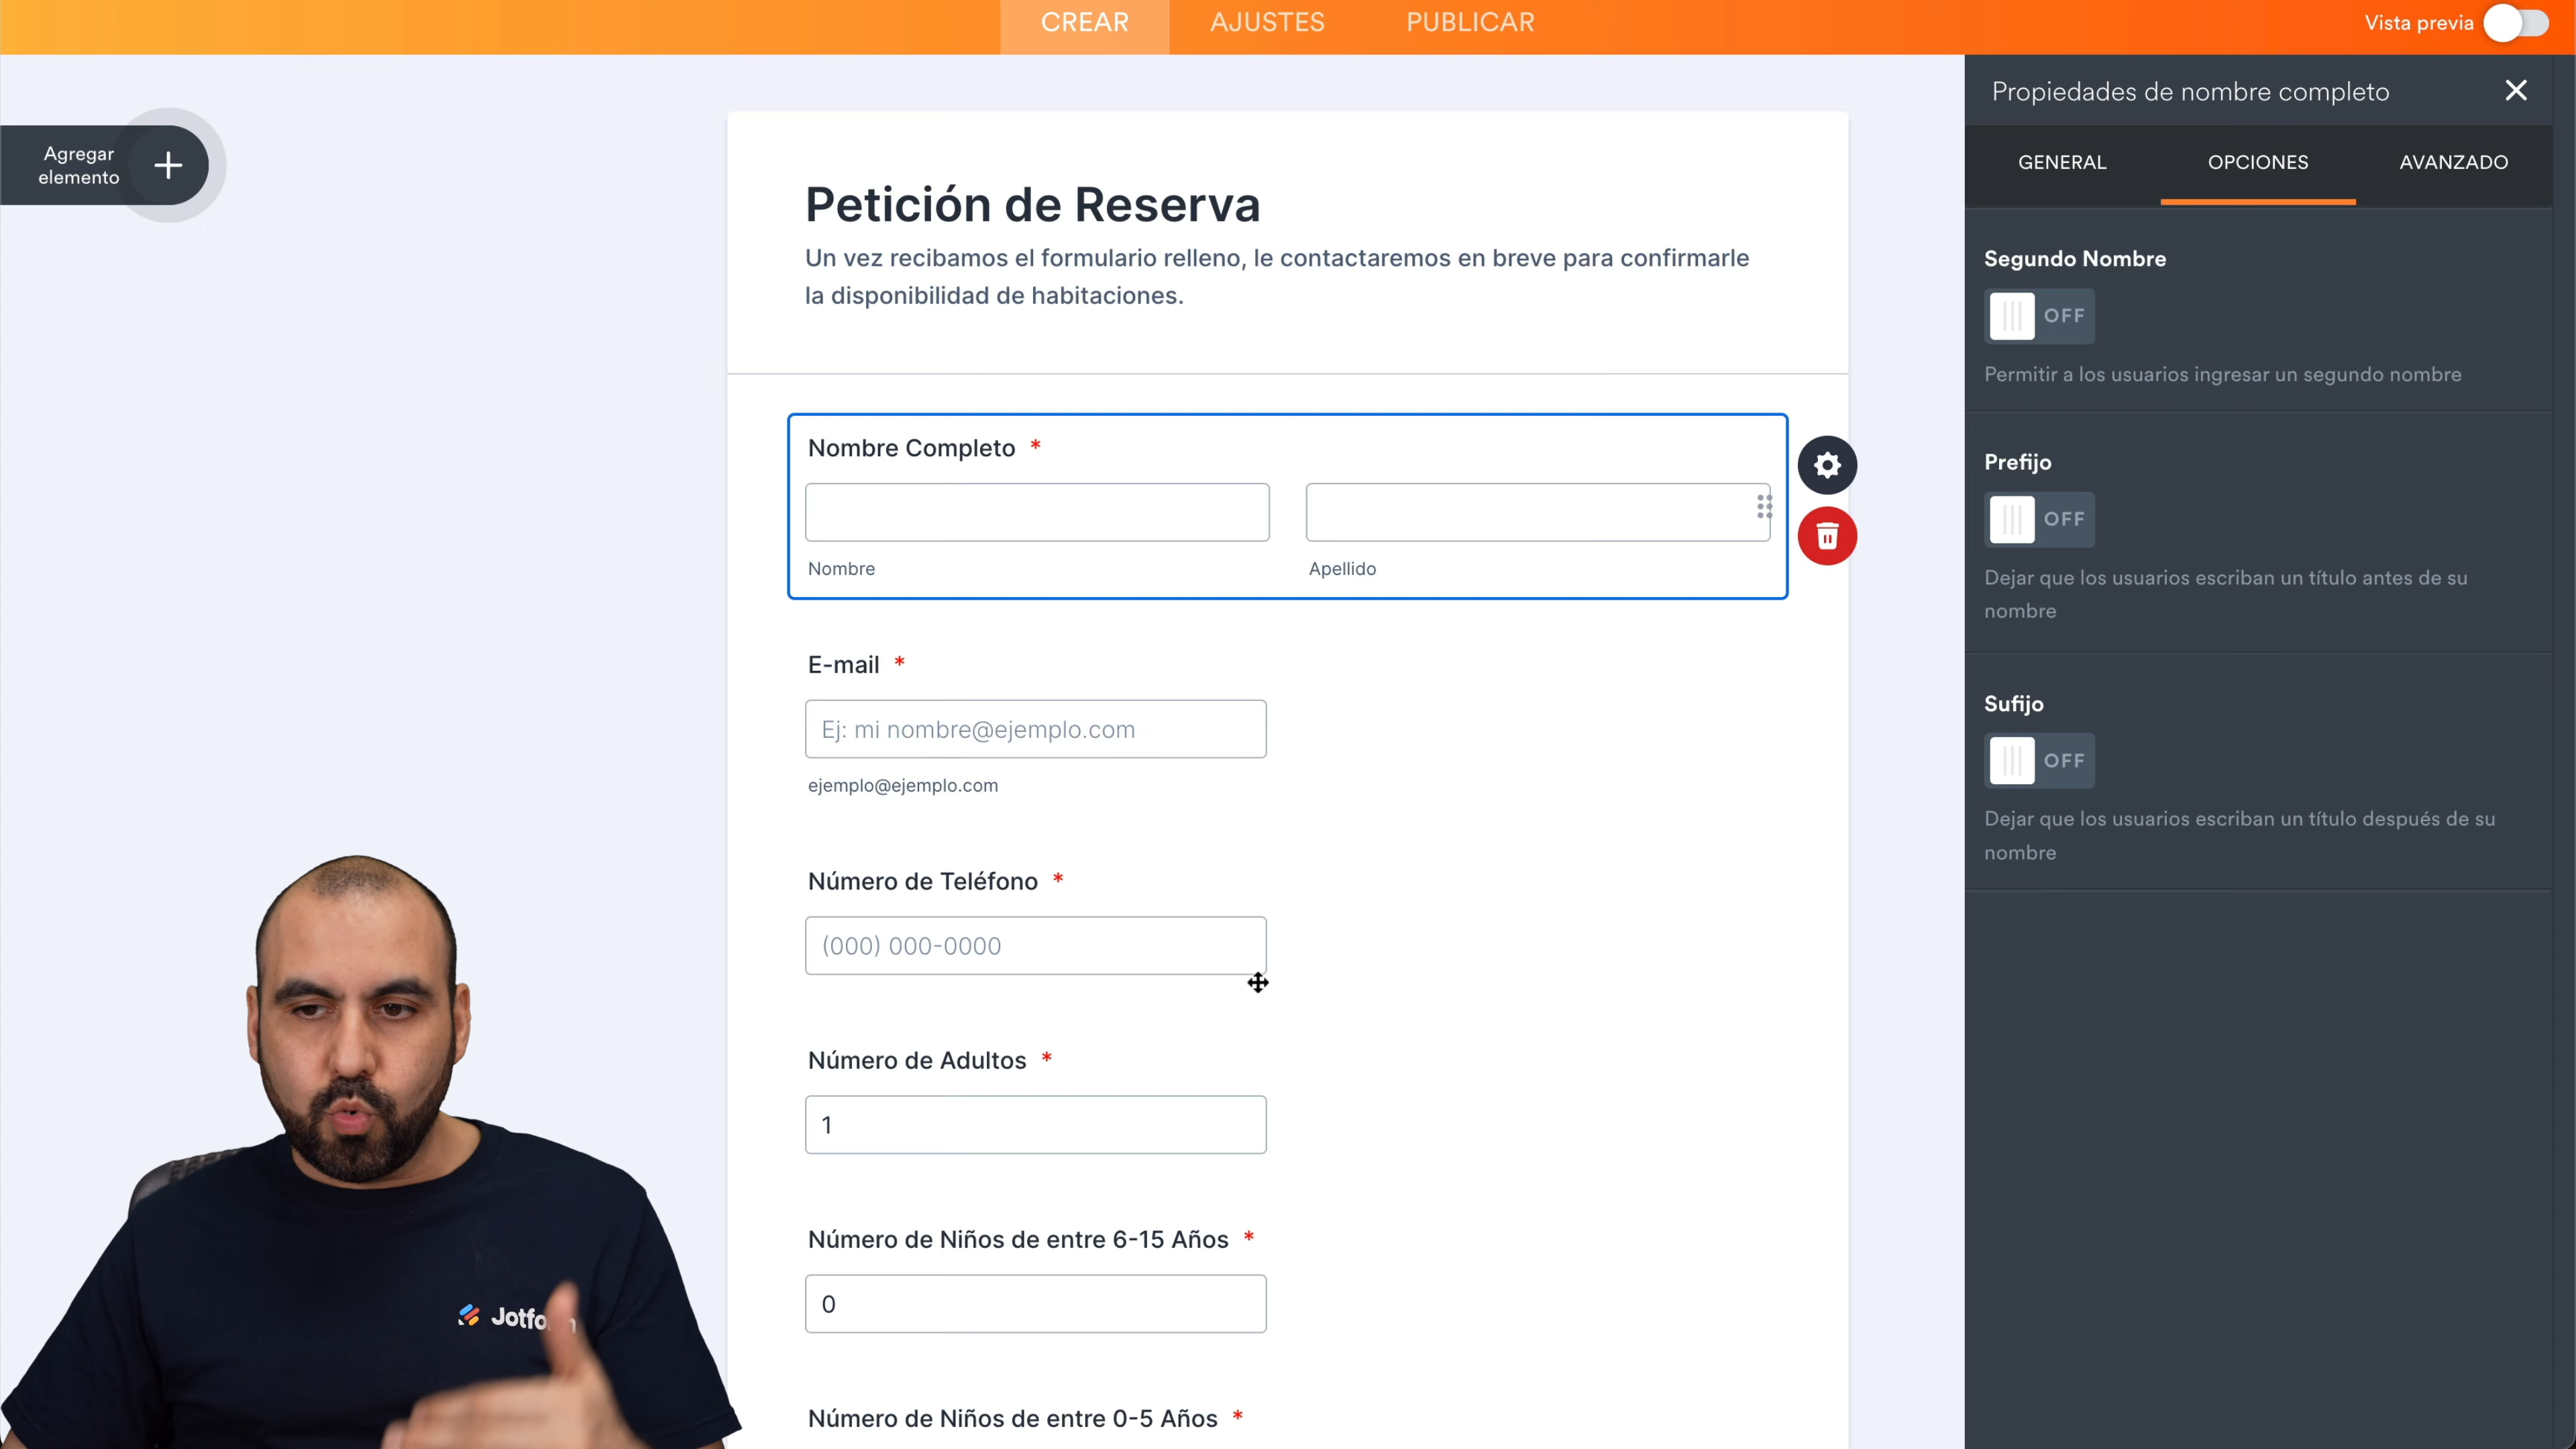 CREAR
AJUSTES
PUBLICAR
Vista previa
Agregar
elemento
Petición de Reserva
Un vez recibamos el formulario relleno, le contactaremos en breve para confirmarle
la disponibilidad de habitaciones.
Nombre Completo *
Nombre
Apellido
E-mail *
Ej: mi nombre@ejemplo.com
ejemplo@ejemplo.com
Número de Teléfono *
(000) 000-0000
Número de Adultos *
1
Número de Niños de entre 6-15 Años *
0
Número de Niños de entre 0-5 Años *
Propiedades de nombre completo
GENERAL
OPCIONES
AVANZADO
Segundo Nombre
OFF
Permitir a los usuarios ingresar un segundo nombre
Prefijo
OFF
Dejar que los usuarios escriban un título antes de su
nombre
Sufijo
OFF
Dejar que los usuarios escriban un título después de su
nombre